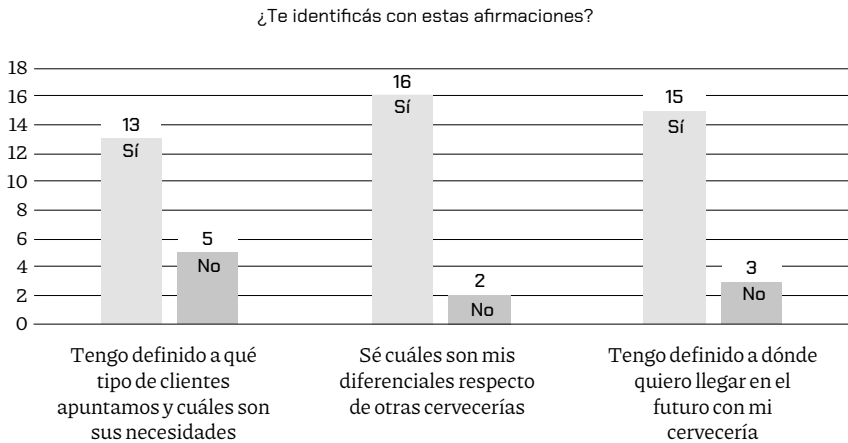 ¿Te identificás con estas afirmaciones?
18
16
14
12
10
8
6
4
2
0
13
Sí
5
No
16
Sí
2
No
15
Sí
3
No
Tengo definido a qué
tipo de clientes
apuntamos y cuáles son
sus necesidades
Sé cuáles son mis
diferenciales respecto
de otras cervecerías
Tengo definido a dónde
quiero llegar en el
futuro con mi
cervecería